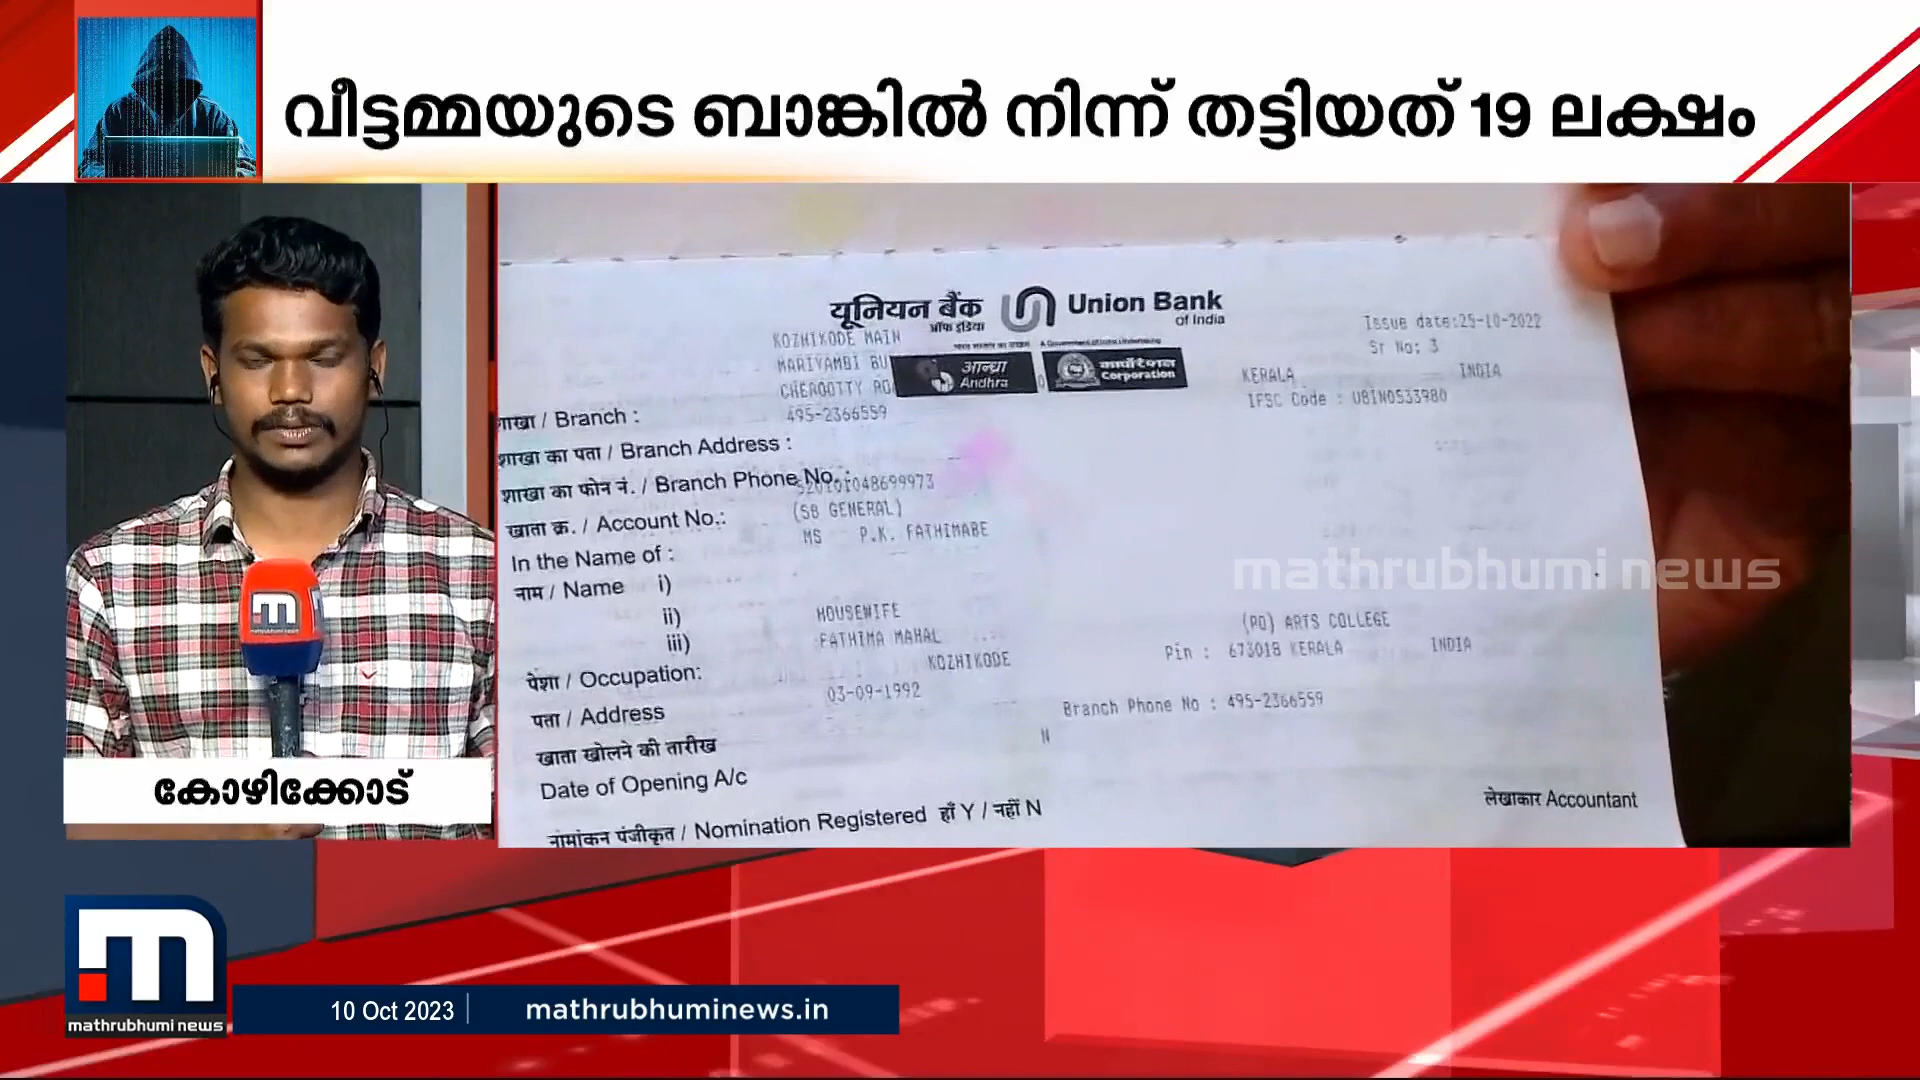 വീട്ടമ്മയുടെ ബാങ്കിൽ നിന്ന് തട്ടിയത് 19 ലക്ഷം
यूनियन बैंक
ऑफ इंडिया
Union Bank
of India
आन्ध्रा
Andhra
कार्पोरेशन
Corporation
KOZHIKODE MAIN
MARIYAMBI BU
CHEROOTTY RO
495-2366559
Issue date:25-10-2022
Sr No: 3
KERALA INDIA
IFSC Code : UBIN0533980
शाखा / Branch :
शाखा का पता / Branch Address :
शाखा का फोन नं. / Branch Phone No. :
520101048699973
खाता क्र. / Account No.:
(SB GENERAL)
In the Name of :
MS P.K. FATHIMABE
नाम / Name i)
ii)
iii)
HOUSEWIFE
FATHIMA MAHAL
KOZHIKODE
(PO) ARTS COLLEGE
Pin : 673018 KERALA INDIA
पेशा / Occupation:
पता / Address
03-09-1992
Branch Phone No : 495-2366559
खाता खोलने की तारीख
Date of Opening A/c
N
नामांकन पंजीकृत / Nomination Registered हाँ Y / नहीं N
लेखाकार Accountant
mathrubhumi news
കോഴിക്കോട്
mathrubhumi news
10 Oct 2023
mathrubhuminews.in